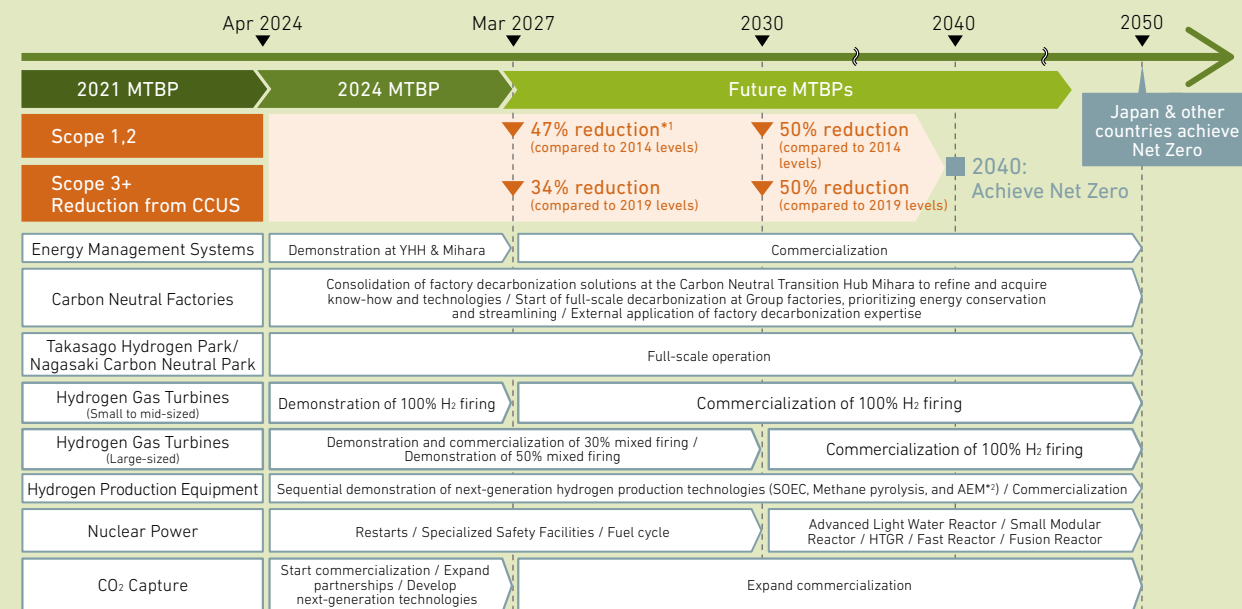 Apr 2024
Mar 2027
2030
2040
2050
2021 MTBP
2024 MTBP
Future MTBPs
Japan & other
countries achieve
Net Zero
Scope 1,2
47% reduction*1
(compared to 2014 levels)
50% reduction
(compared to 2014
levels)
Scope 3+
Reduction from CCUS
34% reduction
(compared to 2019 levels)
50% reduction
(compared to 2019 levels)
2040:
Achieve Net Zero
Energy Management Systems
Demonstration at YHH & Mihara
Commercialization
Carbon Neutral Factories
Consolidation of factory decarbonization solutions at the Carbon Neutral Transition Hub Mihara to refine and acquire
know-how and technologies / Start of full-scale decarbonization at Group factories, prioritizing energy conservation
and streamlining / External application of factory decarbonization expertise
Takasago Hydrogen Park/
Nagasaki Carbon Neutral Park
Full-scale operation
Hydrogen Gas Turbines
(Small to mid-sized)
Demonstration of 100% H2 firing
Commercialization of 100% H2 firing
Hydrogen Gas Turbines
(Large-sized)
Demonstration and commercialization of 30% mixed firing /
Demonstration of 50% mixed firing
Commercialization of 100% H2 firing
Hydrogen Production Equipment
Sequential demonstration of next-generation hydrogen production technologies (SOEC, Methane pyrolysis, and AEM*2) / Commercialization
Nuclear Power
Restarts / Specialized Safety Facilities / Fuel cycle
Advanced Light Water Reactor / Small Modular
Reactor / HTGR / Fast Reactor / Fusion Reactor
CO2 Capture
Start commercialization / Expand
partnerships / Develop
next-generation technologies
Expand commercialization